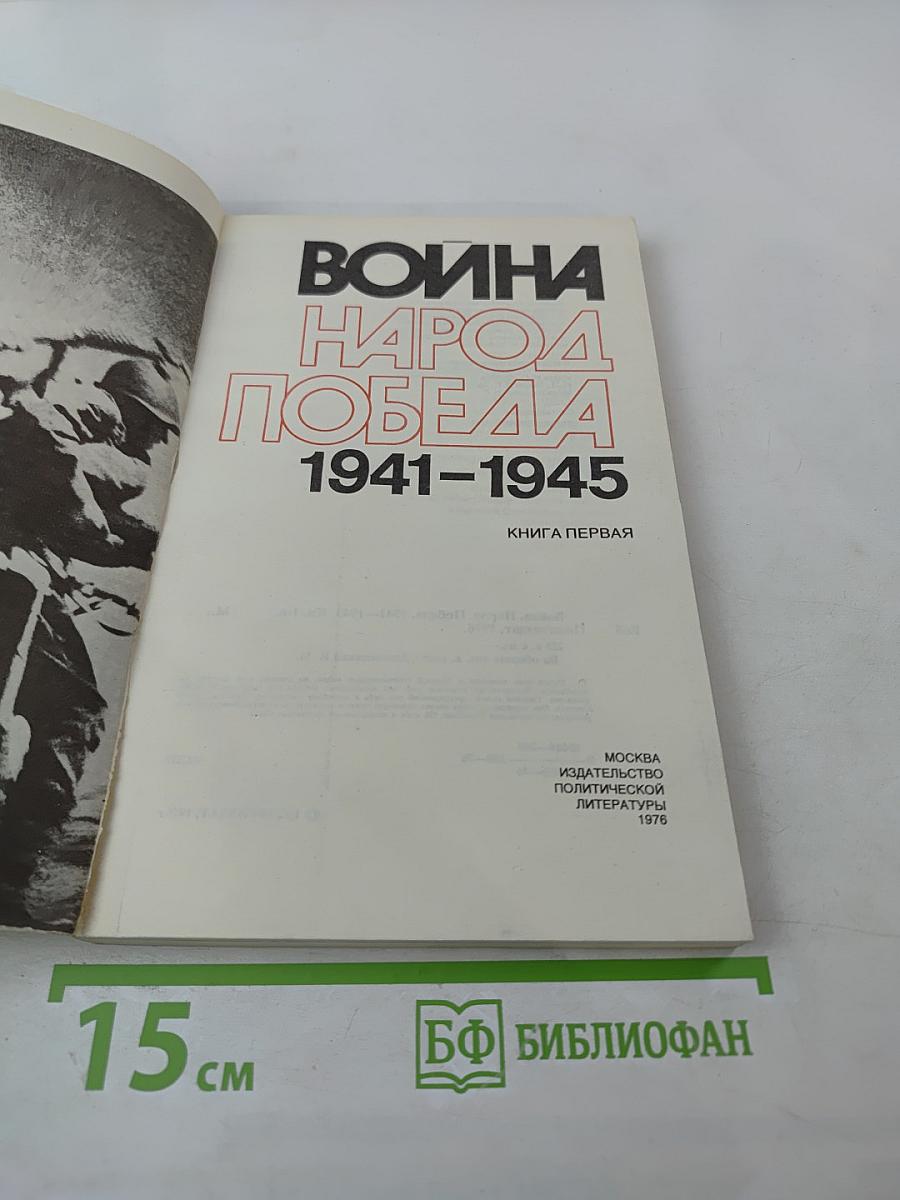 ВОЙНА
НАРОД
ПОБЕДА
1941–1945
КНИГА ПЕРВАЯ
МОСКВА
ИЗДАТЕЛЬСТВО
ПОЛИТИЧЕСКОЙ
ЛИТЕРАТУРЫ
1976
15 см
БФ БИБЛИОФАН